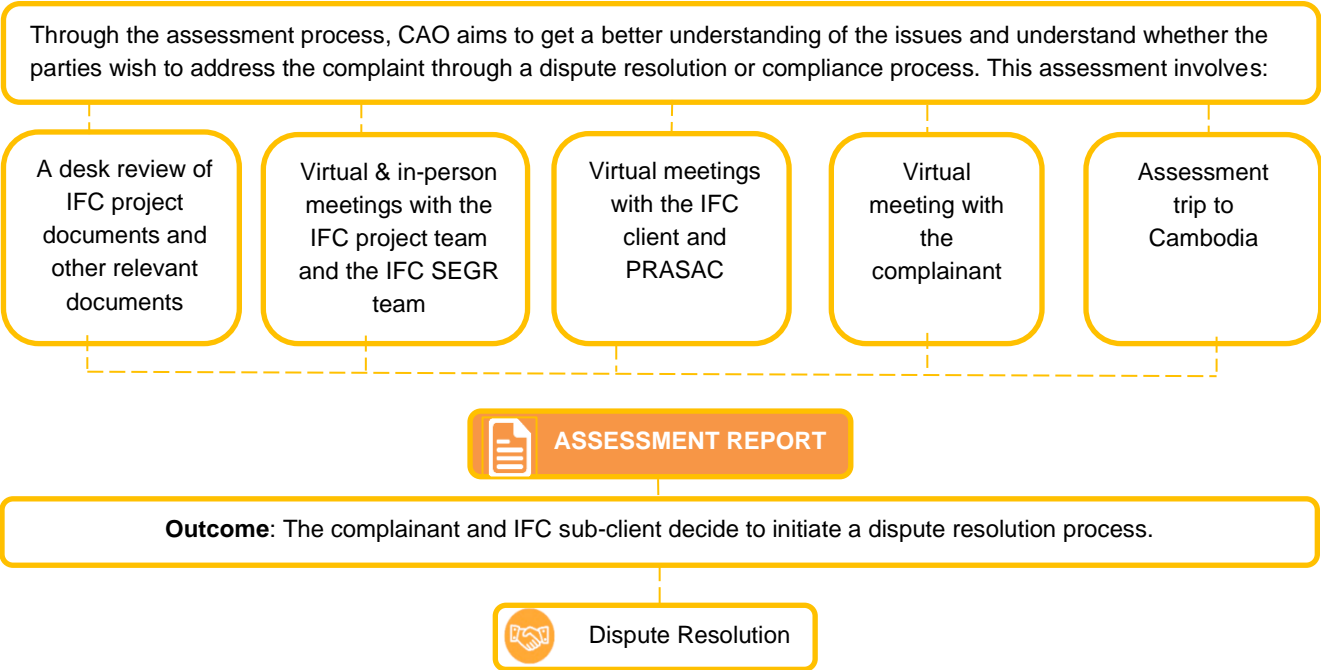 Through the assessment process, CAO aims to get a better understanding of the issues and understand whether the
parties wish to address the complaint through a dispute resolution or compliance process. This assessment involves:
A desk review of
IFC project
documents and
other relevant
documents
Virtual & in-person
meetings with the
IFC project team
and the IFC SEGR
team
Virtual meetings
with the IFC
client and
PRASAC
Virtual
meeting with
the
complainant
Assessment
trip to
Cambodia
ASSESSMENT REPORT
Outcome: The complainant and IFC sub-client decide to initiate a dispute resolution process.
Dispute Resolution